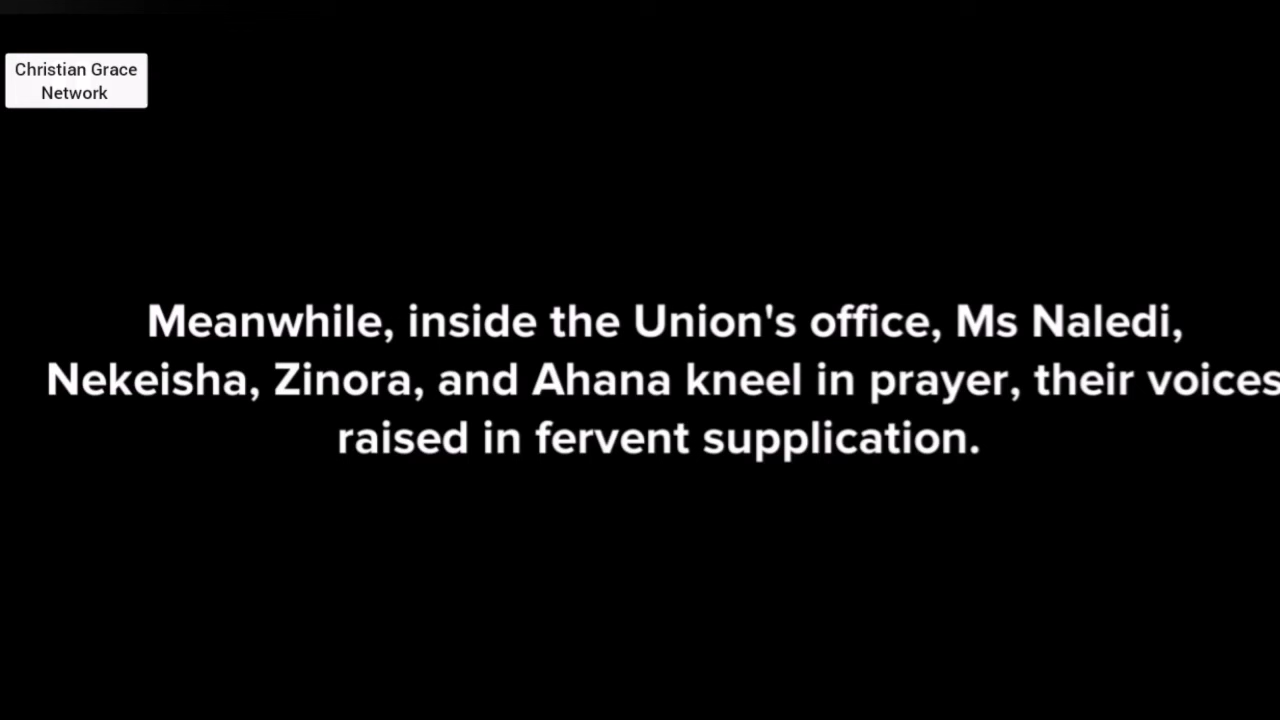 Christian Grace
Network
Meanwhile, inside the Union's office, Ms Naledi,
Nekeisha, Zinora, and Ahana kneel in prayer, their voices
raised in fervent supplication.